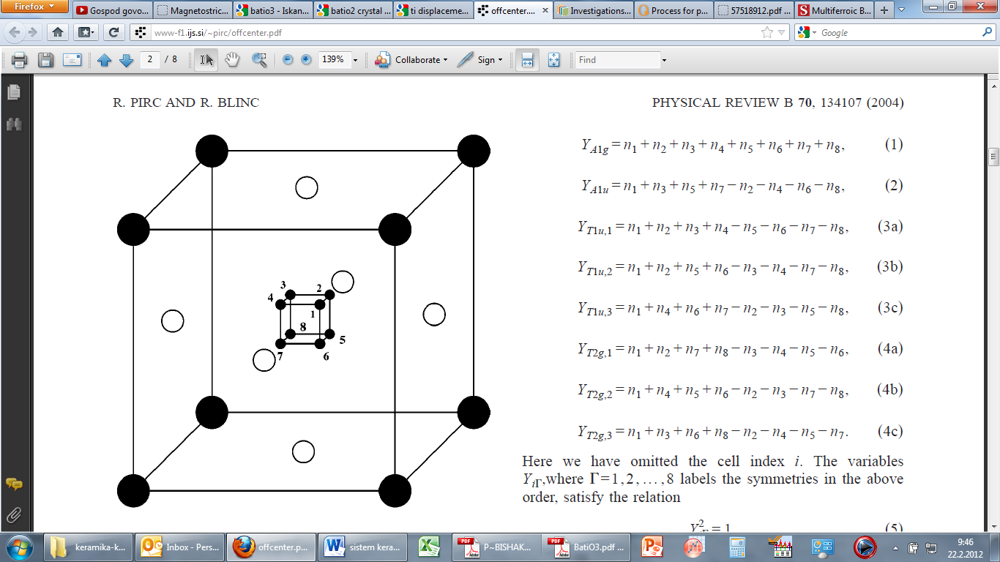 Firefox
Gospod govo...
Magnetostric...
batio3 - Iskan...
batio2 crystal ...
ti displaceme...
offcenter....
Investigations...
Process for p...
57518912.pdf ...
Multiferroic B...
www-f1.ijs.si/~pirc/offcenter.pdf
Google
2 / 8
139%
Collaborate
Sign
Find
R. PIRC AND R. BLINC
PHYSICAL REVIEW B 70, 134107 (2004)
3
2
4
1
8
5
7
6
Y_{A1g} = n_1 + n_2 + n_3 + n_4 + n_5 + n_6 + n_7 + n_8, (1)
Y_{A1u} = n_1 + n_3 + n_5 + n_7 − n_2 − n_4 − n_6 − n_8, (2)
Y_{T1u,1} = n_1 + n_2 + n_3 + n_4 − n_5 − n_6 − n_7 − n_8, (3a)
Y_{T1u,2} = n_1 + n_2 + n_5 + n_6 − n_3 − n_4 − n_7 − n_8, (3b)
Y_{T1u,3} = n_1 + n_4 + n_6 + n_7 − n_2 − n_3 − n_5 − n_8, (3c)
Y_{T2g,1} = n_1 + n_2 + n_7 + n_8 − n_3 − n_4 − n_5 − n_6, (4a)
Y_{T2g,2} = n_1 + n_4 + n_5 + n_6 − n_2 − n_3 − n_7 − n_8, (4b)
Y_{T2g,3} = n_1 + n_3 + n_6 + n_8 − n_2 − n_4 − n_5 − n_7. (4c)
Here we have omitted the cell index i. The variables
Y_{iΓ},where Γ=1,2,...,8 labels the symmetries in the above
order, satisfy the relation
(5)
keramika-k...
Inbox - Pers...
offcenter.p...
sistem kera...
P~BISHAK...
BatiO3.pdf ...
9:46
22.2.2012